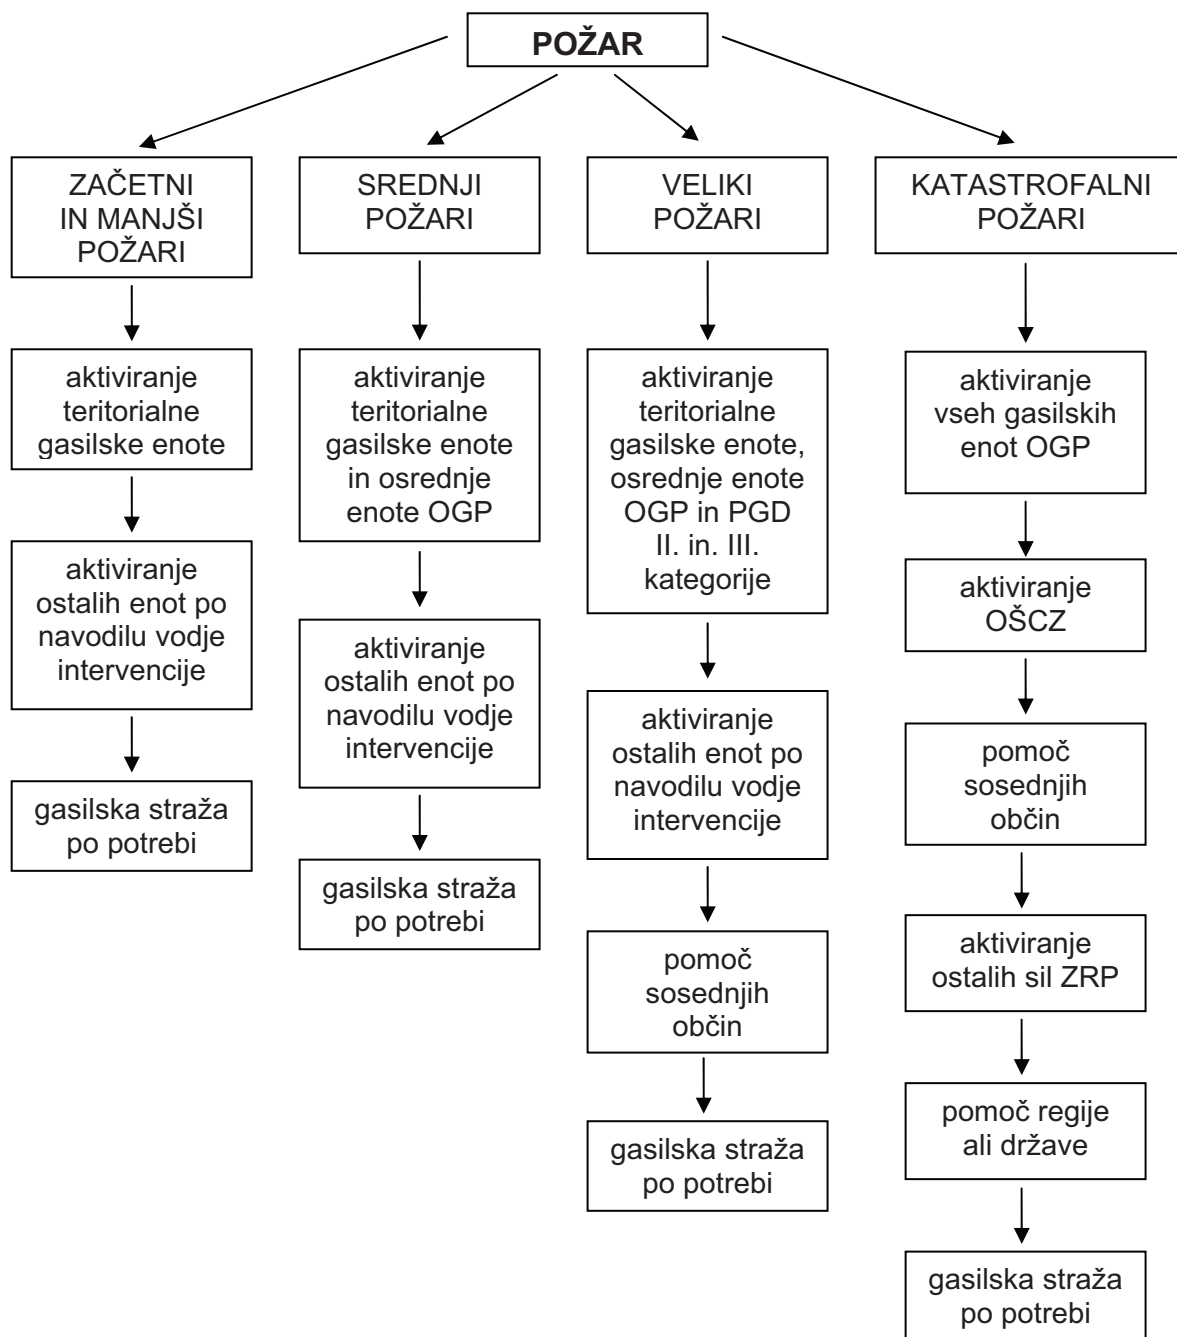 POŽAR
ZAČETNI
IN MANJŠI
POŽARI
aktiviranje
teritorialne
gasilske enote
aktiviranje
ostalih enot po
navodilu vodje
intervencije
gasilska straža
po potrebi
SREDNJI
POŽARI
aktiviranje
teritorialne
gasilske enote
in osrednje
enote OGP
aktiviranje
ostalih enot po
navodilu vodje
intervencije
gasilska straža
po potrebi
VELIKI
POŽARI
aktiviranje
teritorialne
gasilske enote,
osrednje enote
OGP in PGD
II. in. III.
kategorije
aktiviranje
ostalih enot po
navodilu vodje
intervencije
pomoč
sosednjih
občin
gasilska straža
po potrebi
KATASTROFALNI
POŽARI
aktiviranje
vseh gasilskih
enot OGP
aktiviranje
OŠCZ
pomoč
sosednjih
občin
aktiviranje
ostalih sil ZRP
pomoč regije
ali države
gasilska straža
po potrebi